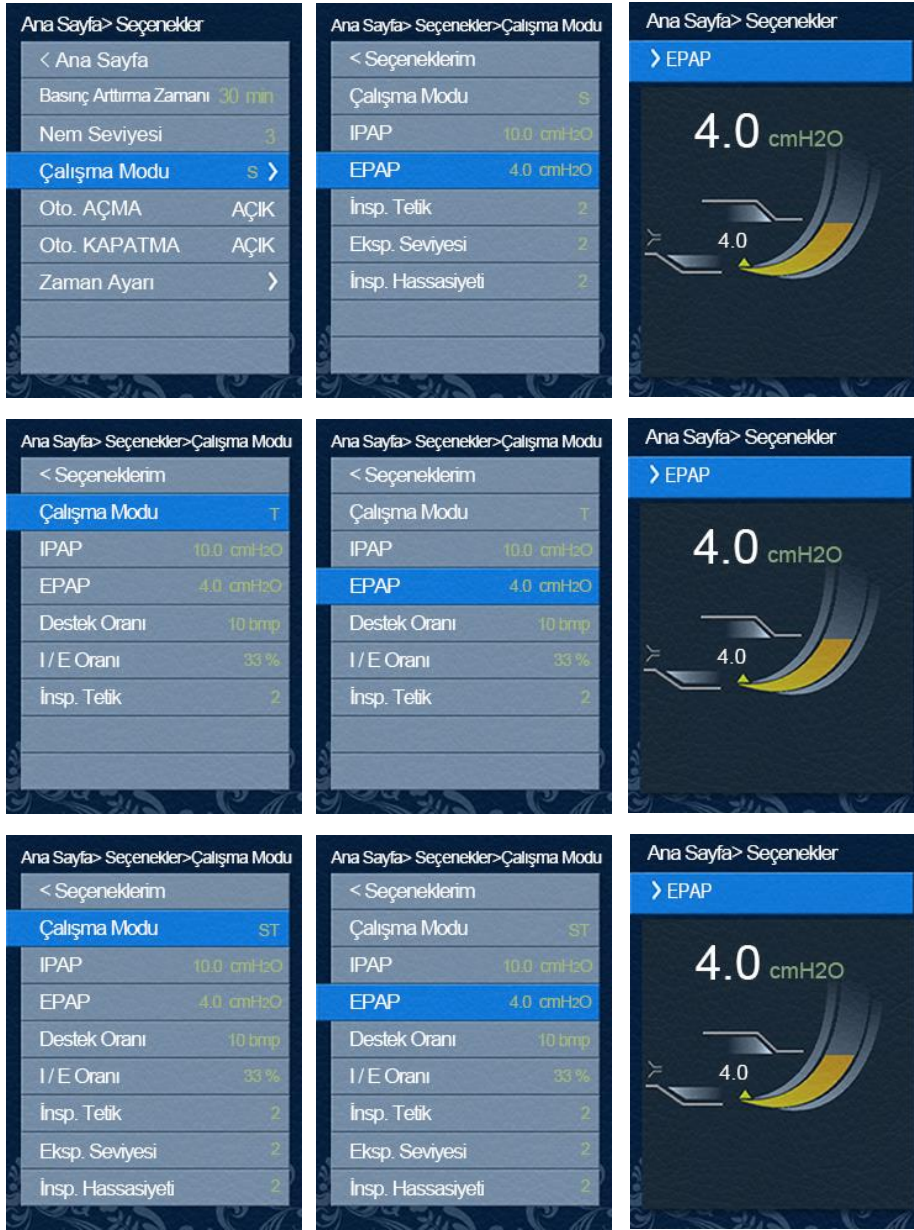 Ana Sayfa> Seçenekler
< Ana Sayfa
Basınç Arttırma Zamanı 30 min
Nem Seviyesi 3
Çalışma Modu S >
Oto. AÇMA AÇIK
Oto. KAPATMA AÇIK
Zaman Ayarı >
Ana Sayfa> Seçenekler>Çalışma Modu
< Seçeneklerim
Çalışma Modu S
IPAP 10.0 cmH2O
EPAP 4.0 cmH2O
İnsp. Tetik 2
Eksp. Seviyesi 2
İnsp. Hassasiyeti 2
Ana Sayfa> Seçenekler
> EPAP
4.0 cmH2O
4.0
Ana Sayfa> Seçenekler>Çalışma Modu
< Seçeneklerim
Çalışma Modu T
IPAP 10.0 cmH2O
EPAP 4.0 cmH2O
Destek Oranı 10 bmp
I / E Oranı 33 %
İnsp. Tetik 2
Ana Sayfa> Seçenekler>Çalışma Modu
< Seçeneklerim
Çalışma Modu T
IPAP 10.0 cmH2O
EPAP 4.0 cmH2O
Destek Oranı 10 bmp
I / E Oranı 33 %
İnsp. Tetik 2
Ana Sayfa> Seçenekler
> EPAP
4.0 cmH2O
4.0
Ana Sayfa> Seçenekler>Çalışma Modu
< Seçeneklerim
Çalışma Modu ST
IPAP 10.0 cmH2O
EPAP 4.0 cmH2O
Destek Oranı 10 bmp
I / E Oranı 33 %
İnsp. Tetik 2
Eksp. Seviyesi 2
İnsp. Hassasiyeti 2
Ana Sayfa> Seçenekler>Çalışma Modu
< Seçeneklerim
Çalışma Modu ST
IPAP 10.0 cmH2O
EPAP 4.0 cmH2O
Destek Oranı 10 bmp
I / E Oranı 33 %
İnsp. Tetik 2
Eksp. Seviyesi 2
İnsp. Hassasiyeti 2
Ana Sayfa> Seçenekler
> EPAP
4.0 cmH2O
4.0